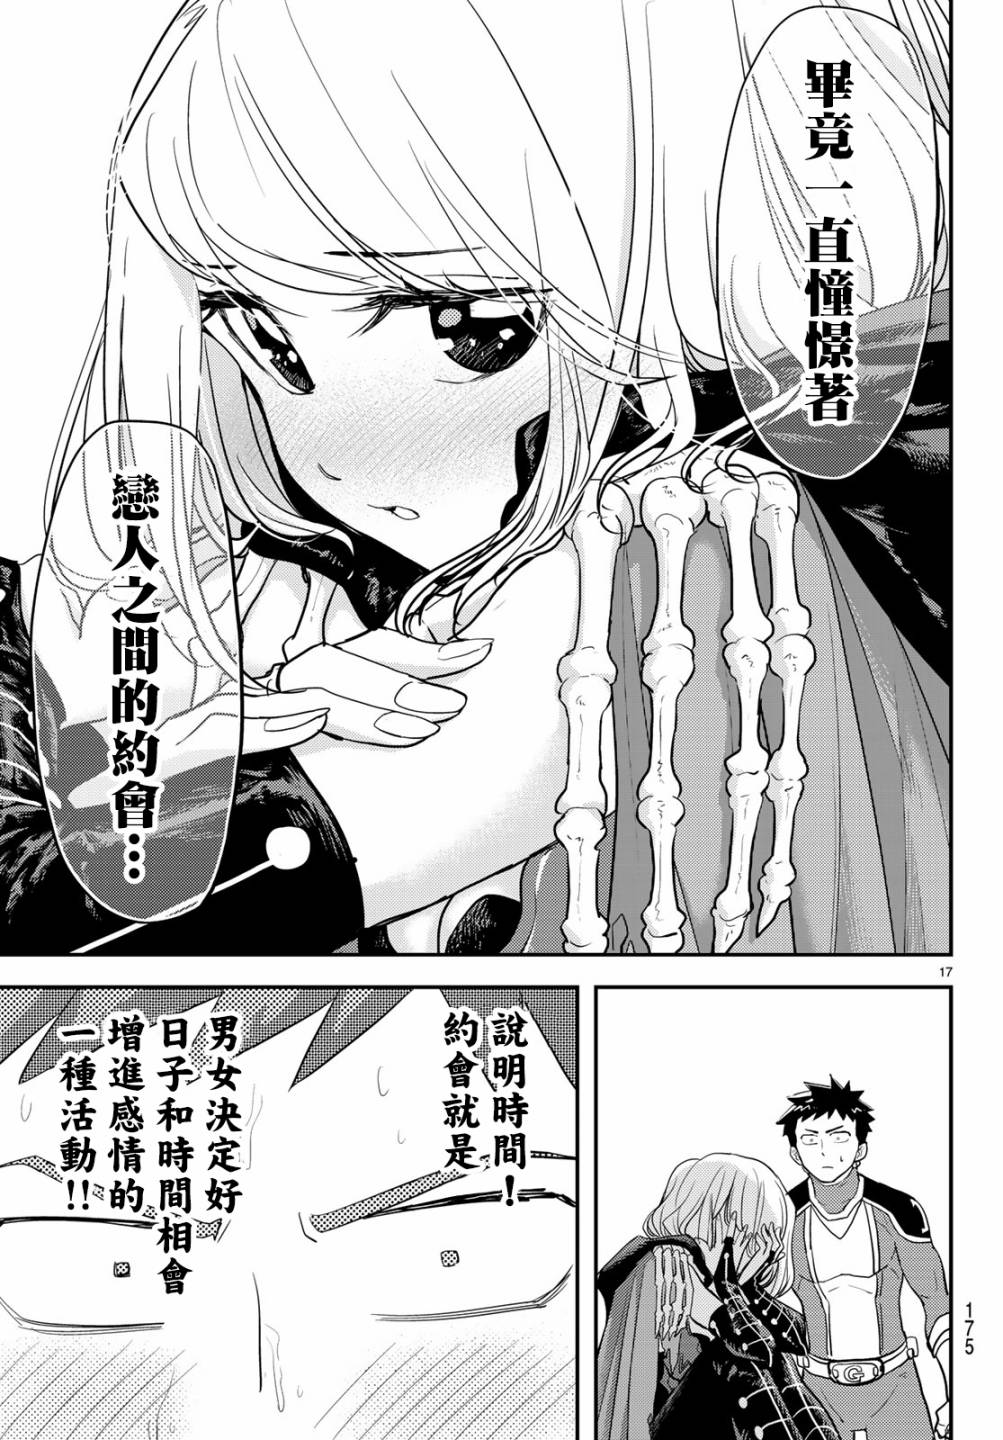 畢竟一直憧憬著
戀人之間的約會…
17
說明時間！
約會就是
男女決定好
日子和時間相會
增進感情的
一種活動!!
G
175